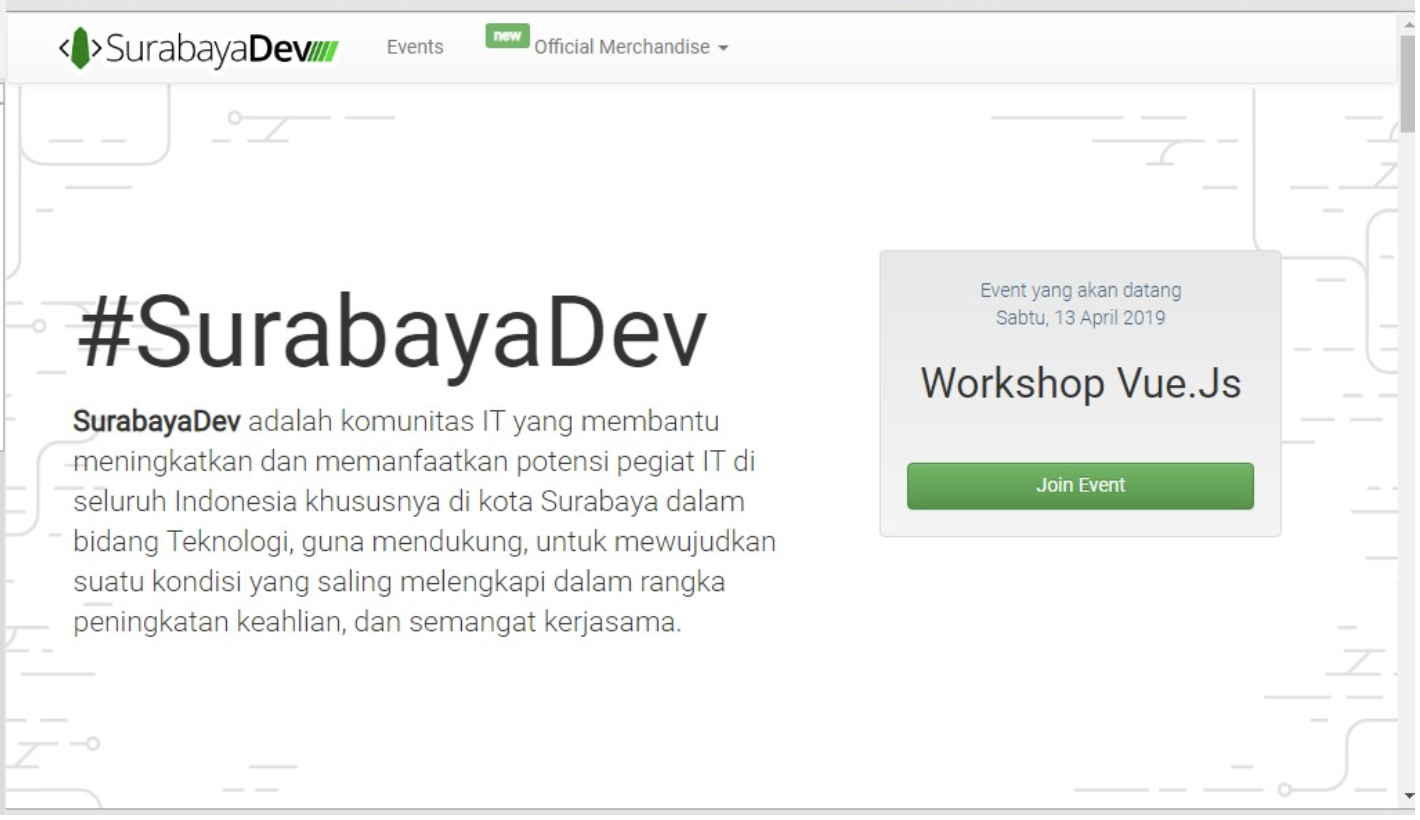 <>SurabayaDev
Events
new
Official Merchandise
#SurabayaDev
SurabayaDev adalah komunitas IT yang membantu
meningkatkan dan memanfaatkan potensi pegiat IT di
seluruh Indonesia khususnya di kota Surabaya dalam
bidang Teknologi, guna mendukung, untuk mewujudkan
suatu kondisi yang saling melengkapi dalam rangka
peningkatan keahlian, dan semangat kerjasama.
Event yang akan datang
Sabtu, 13 April 2019
Workshop Vue.Js
Join Event